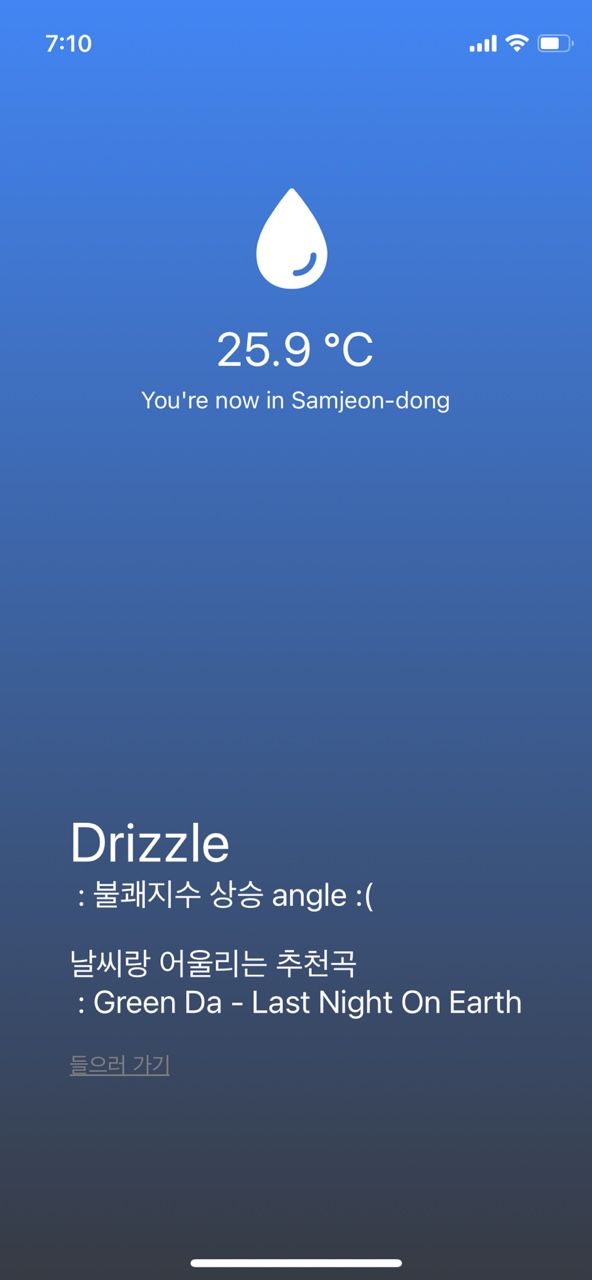 7:10
25.9 °C
You're now in Samjeon-dong
Drizzle
: 불쾌지수 상승 angle :(
날씨랑 어울리는 추천곡
: Green Da - Last Night On Earth
들으러 가기